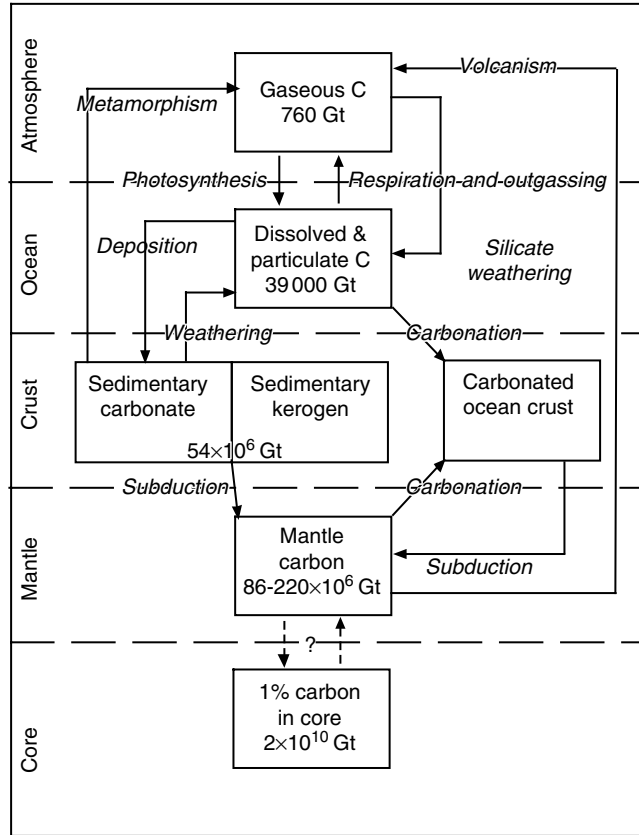 Atmosphere
Volcanism
Gaseous C
760 Gt
Metamorphism
Photosynthesis
Respiration and outgassing
Ocean
Dissolved &
particulate C
39 000 Gt
Deposition
Silicate
weathering
Weathering
Carbonation
Crust
Sedimentary
carbonate
Sedimentary
kerogen
54×10⁶ Gt
Carbonated
ocean crust
Subduction
Carbonation
Mantle
Mantle
carbon
86-220×10⁶ Gt
Subduction
?
Core
1% carbon
in core
2×10¹⁰ Gt